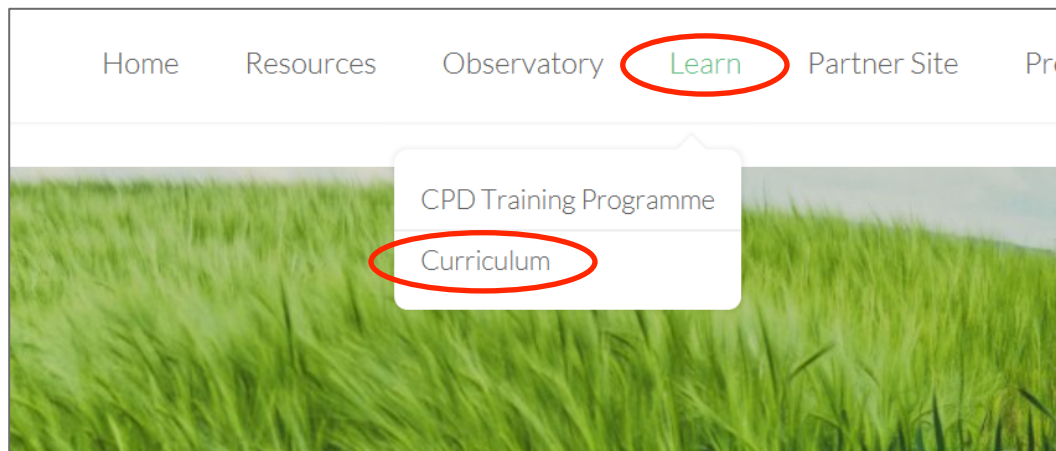 Home Resources Observatory Learn Partner Site
CPD Training Programme
Curriculum